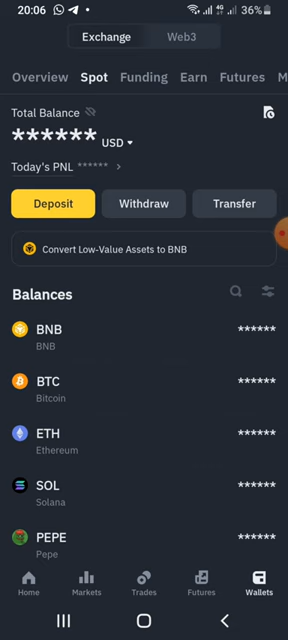 20:06 4G 36%
Exchange Web3
Overview Spot Funding Earn Futures M
Total Balance
****** USD
Today's PNL ******
Deposit Withdraw Transfer
Convert Low-Value Assets to BNB
Balances
BNB ******
BNB
BTC ******
Bitcoin
ETH ******
Ethereum
SOL ******
Solana
PEPE ******
Pepe
Home Markets Trades Futures Wallets